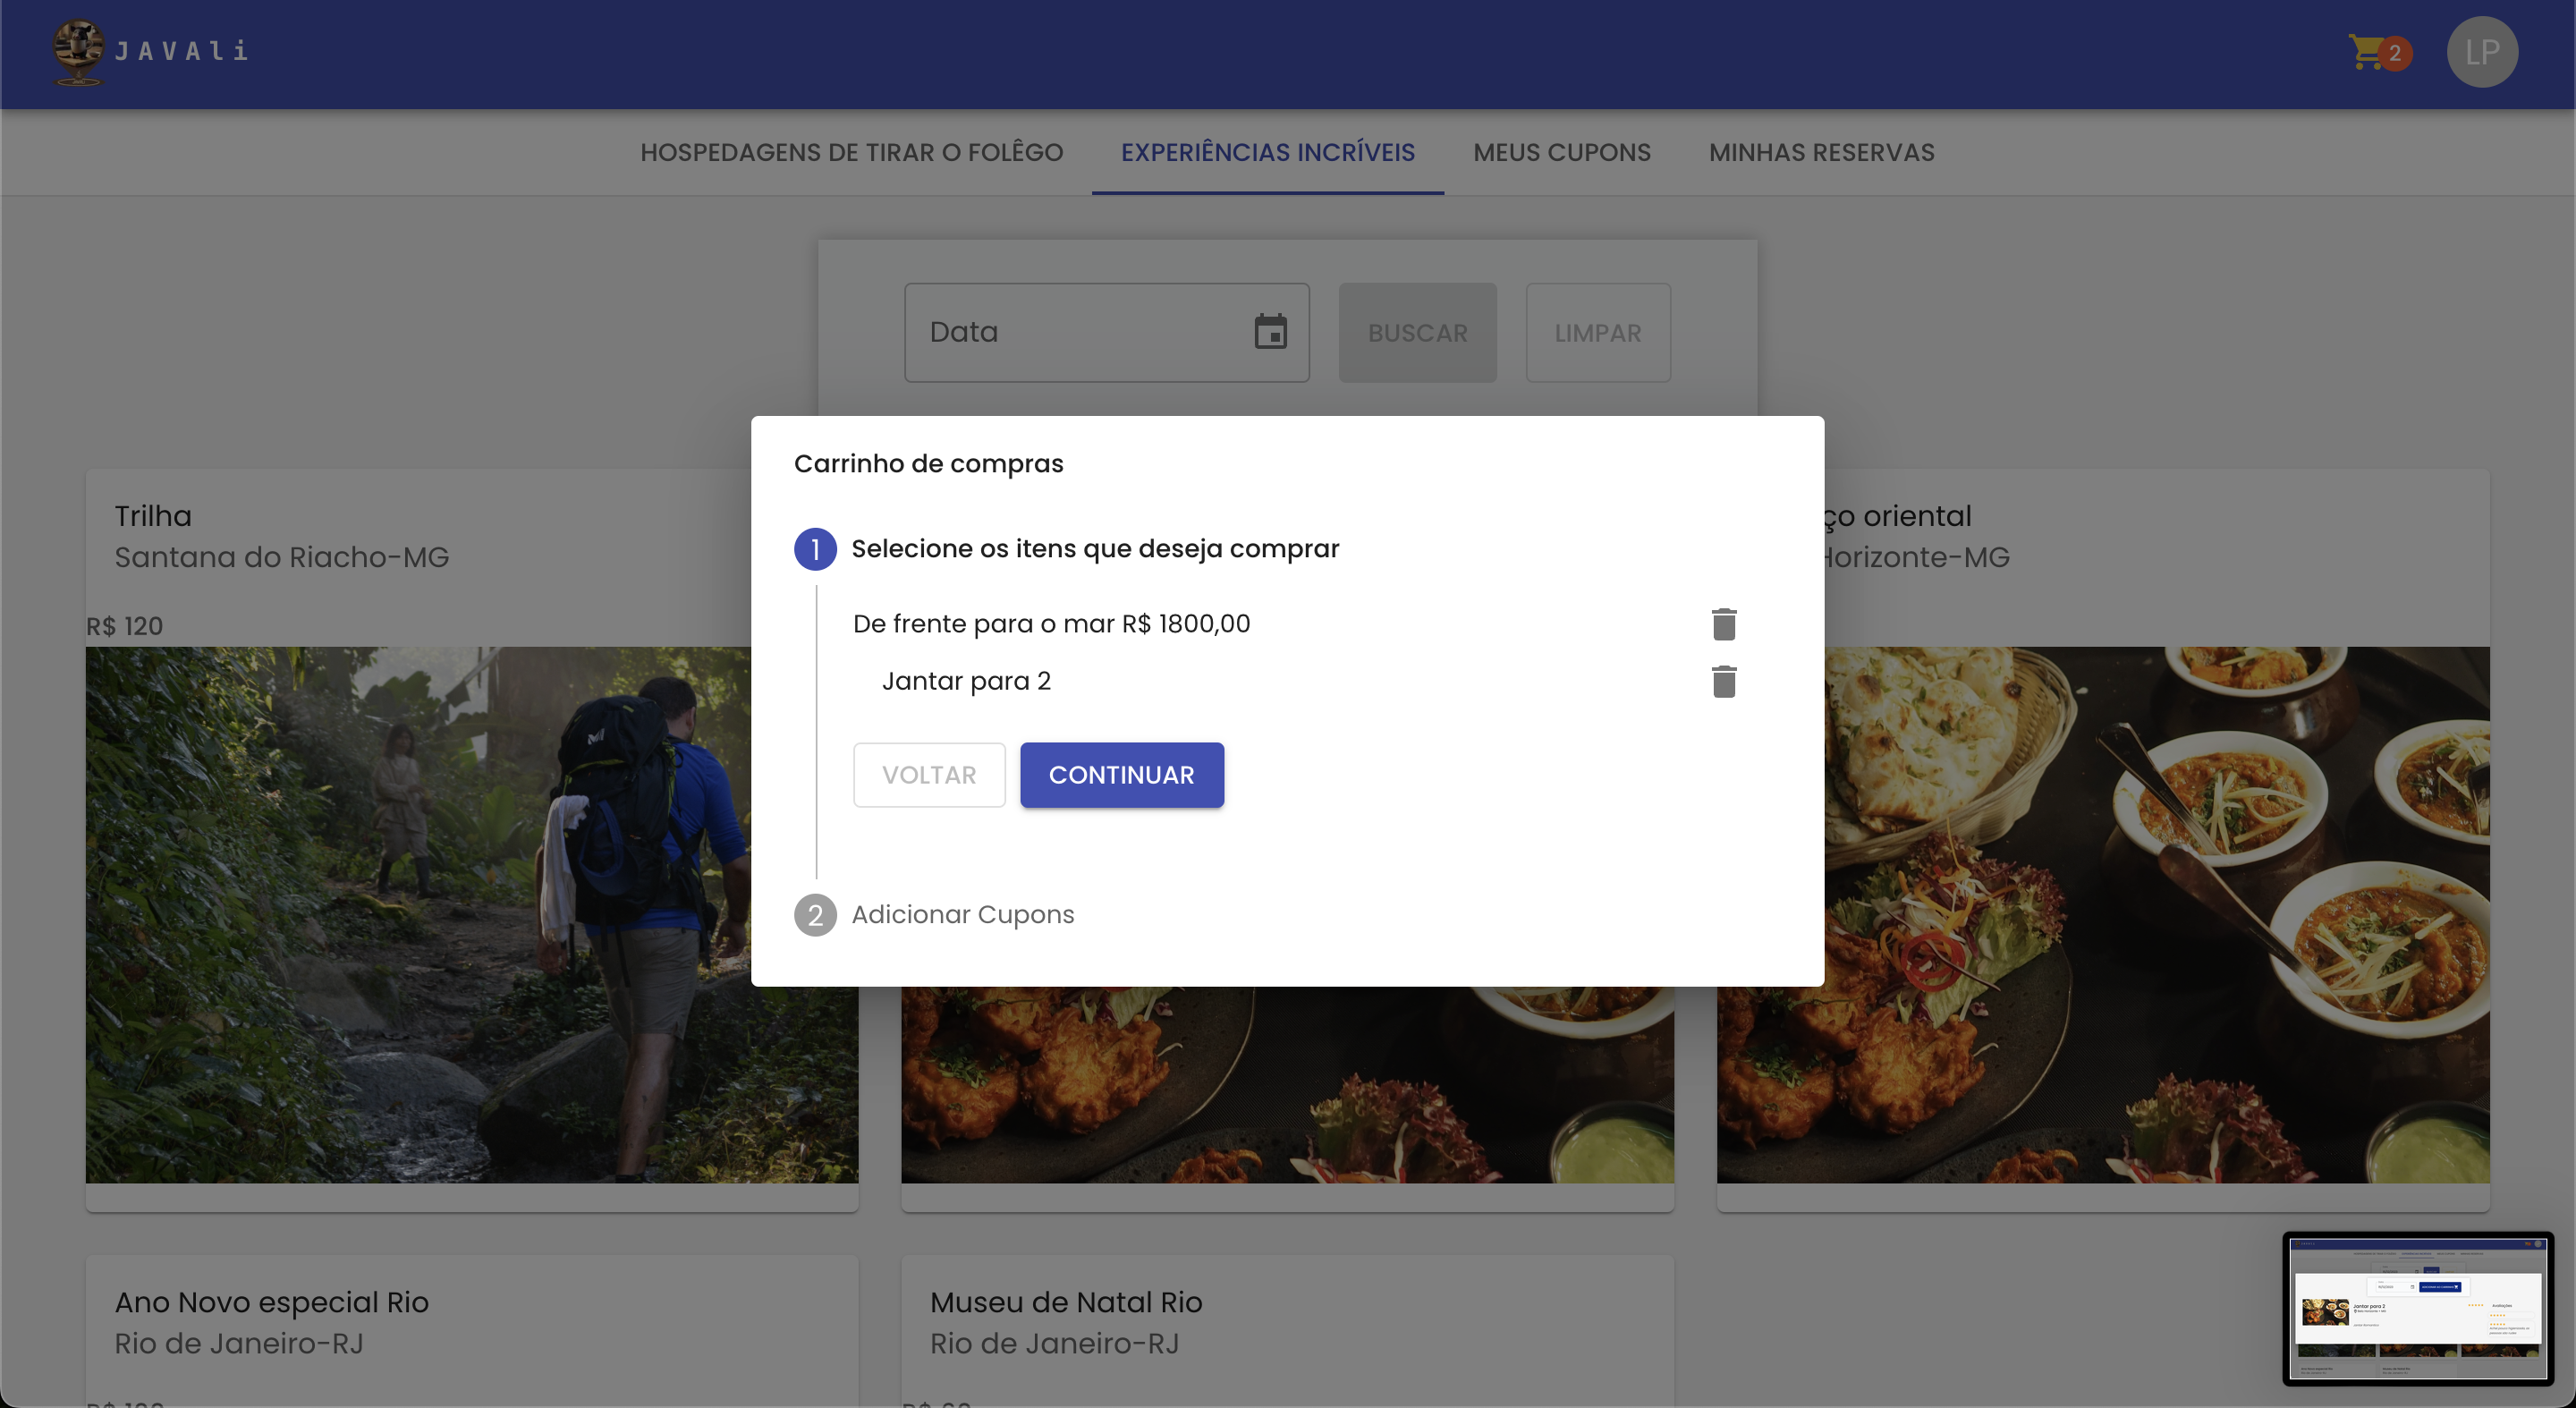 JAVAli
2
LP
HOSPEDAGENS DE TIRAR O FOLÊGO
EXPERIÊNCIAS INCRÍVEIS
MEUS CUPONS
MINHAS RESERVAS
Data
BUSCAR
LIMPAR
Carrinho de compras
1 Selecione os itens que deseja comprar
De frente para o mar R$ 1800,00
Jantar para 2
VOLTAR
CONTINUAR
2 Adicionar Cupons
Trilha
Santana do Riacho-MG
R$ 120
ço oriental
Horizonte-MG
Ano Novo especial Rio
Rio de Janeiro-RJ
Museu de Natal Rio
Rio de Janeiro-RJ
Jantar para 2